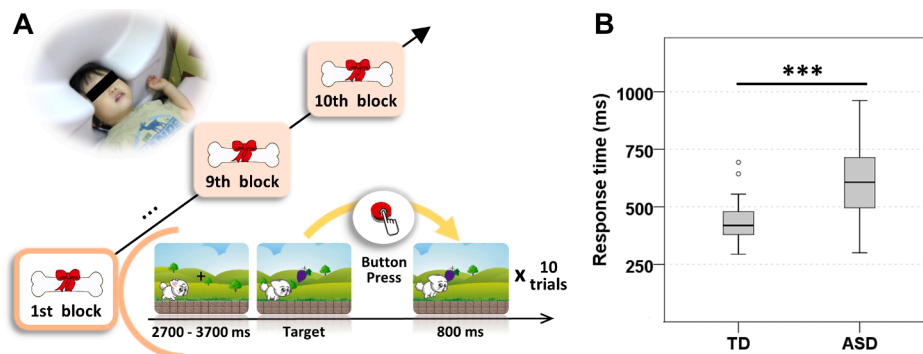 A
10th block
9th block
...
1st block
Button
Press
x 10
trials
2700 - 3700 ms
Target
800 ms
B
***
Response time (ms)
1000
750
500
250
TD
ASD